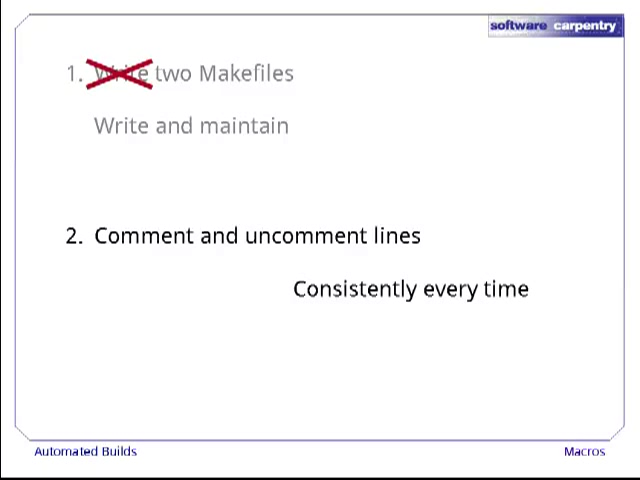 software carpentry
1. Write two Makefiles
Write and maintain
2. Comment and uncomment lines
Consistently every time
Automated Builds
Macros